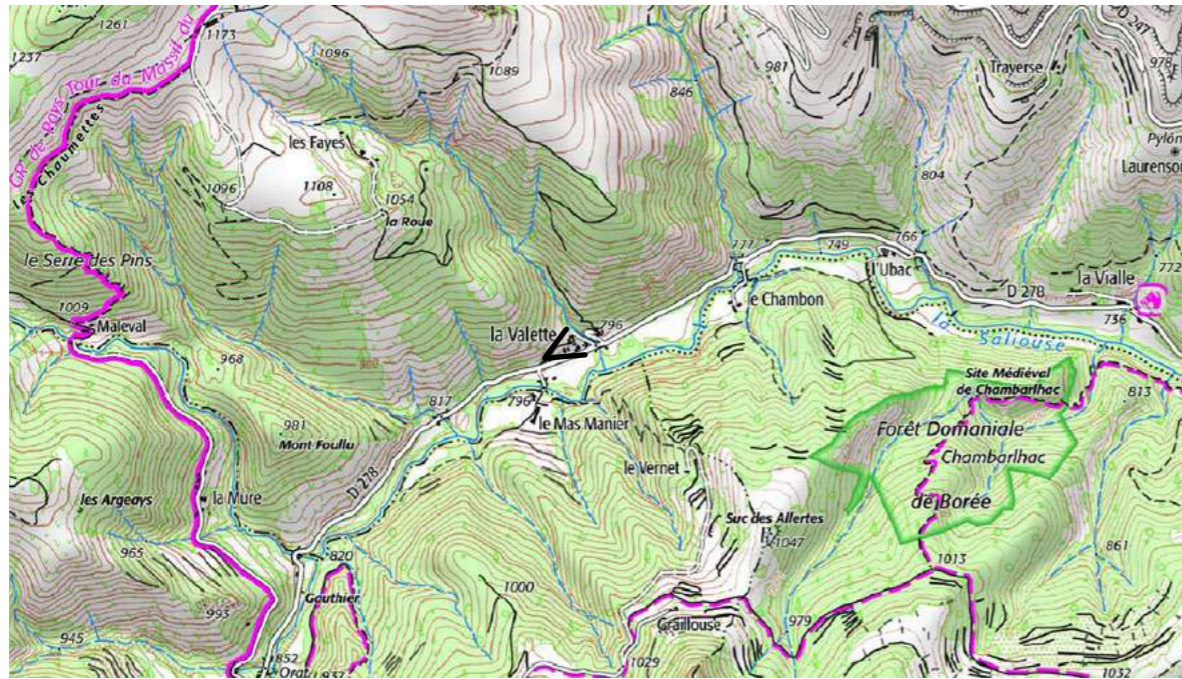 1261
1173
1237
GR de Pays Tour du Massif du
les Chaumettes
1096
1089
846
981
Traverse
D 247
978
Pylôn
Laurenson
804
les Fayes
1096
1108
1054
la Roue
le Serre des Pins
1009
Maleval
777
749
766
l'Ubac
la Vialle
772
D 278
736
le Chambon
la Valette
796
la Saliouse
968
817
796
le Mas Manier
981
Mont Foullu
D 278
le Vernet
Site Médiéval
de Chambarlhac
813
Forêt Domaniale
Chambarlhac
de Borée
les Argeays
la Mure
965
Suc des Allertes
1047
861
1013
820
Gauthier
993
1000
945
852
Graillouse
979
1029
1032